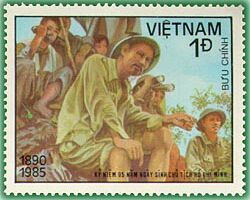 VIỆTNAM
1Đ
BƯU CHÍNH
1890
1985
KỶ NIỆM 95 NĂM NGÀY SINH CHỦ TỊCH HỒ CHÍ MINH